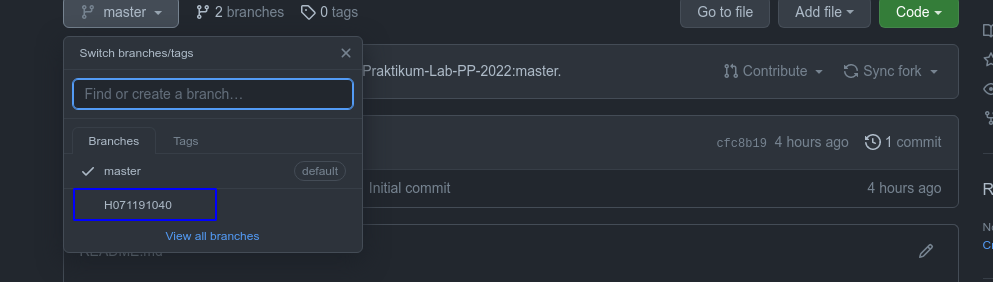 master
2 branches
0 tags
Go to file
Add file
Code
Switch branches/tags
Praktikum-Lab-PP-2022:master.
Contribute
Sync fork
Find or create a branch…
Branches
Tags
cfc8b19 4 hours ago 1 commit
master
default
Initial commit
4 hours ago
H071191040
View all branches
README.md